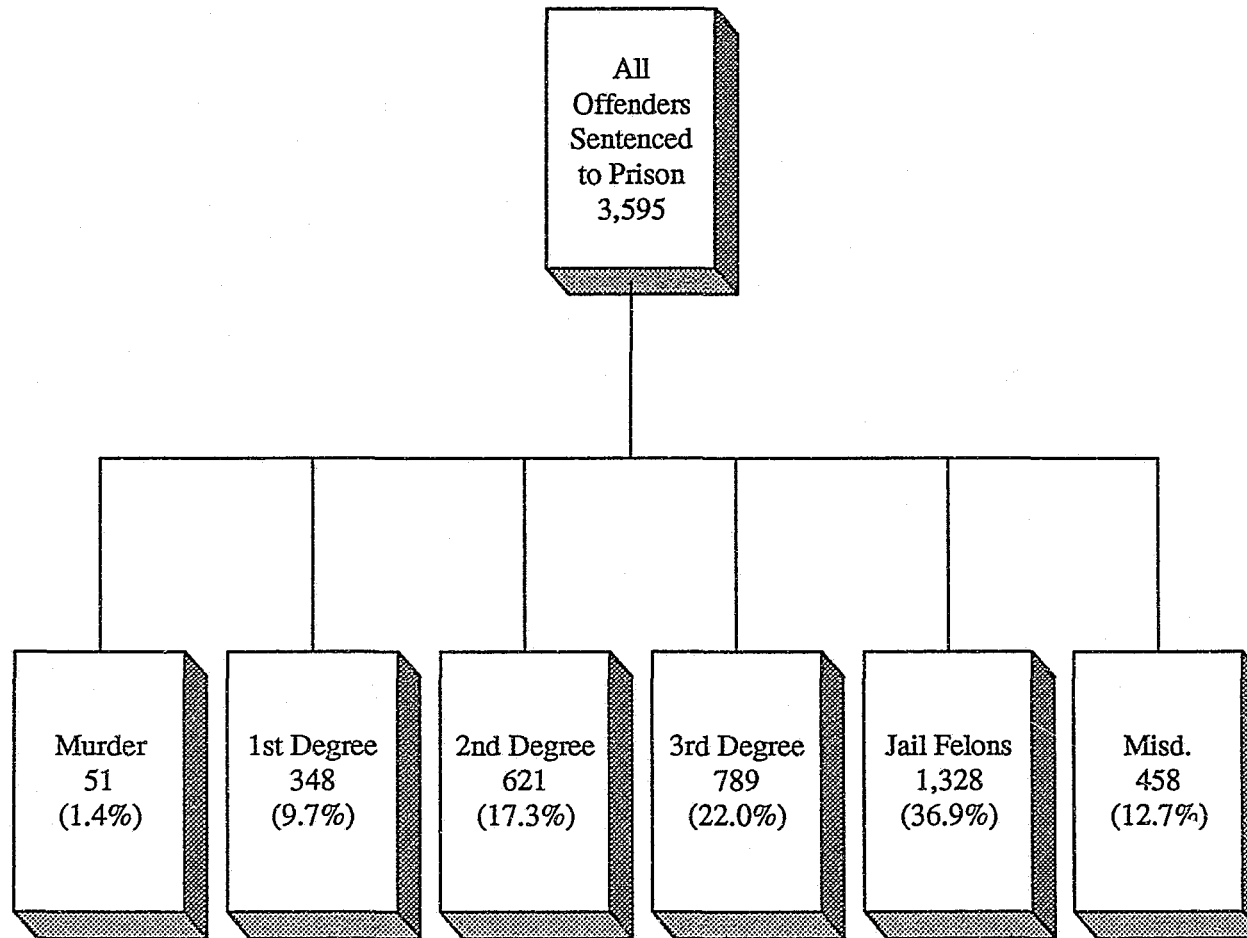 All
Offenders
Sentenced
to Prison
3,595
Murder
51
(1.4%)
1st Degree
348
(9.7%)
2nd Degree
621
(17.3%)
3rd Degree
789
(22.0%)
Jail Felons
1,328
(36.9%)
Misd.
458
(12.7%)